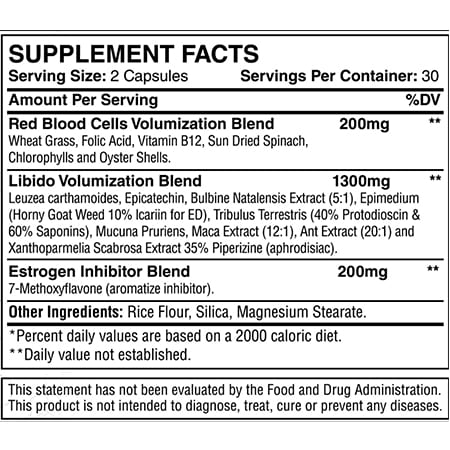 SUPPLEMENT FACTS
Serving Size: 2 Capsules Servings Per Container: 30
Amount Per Serving %DV
Red Blood Cells Volumization Blend 200mg **
Wheat Grass, Folic Acid, Vitamin B12, Sun Dried Spinach,
Chlorophylls and Oyster Shells.
Libido Volumization Blend 1300mg **
Leuzea carthamoides, Epicatechin, Bulbine Natalensis Extract (5:1), Epimedium
(Horny Goat Weed 10% Icariin for ED), Tribulus Terrestris (40% Protodioscin &
60% Saponins), Mucuna Pruriens, Maca Extract (12:1), Ant Extract (20:1) and
Xanthoparmelia Scabrosa Extract 35% Piperizine (aphrodisiac).
Estrogen Inhibitor Blend 200mg **
7-Methoxyflavone (aromatize inhibitor).
Other Ingredients: Rice Flour, Silica, Magnesium Stearate.
*Percent daily values are based on a 2000 caloric diet.
**Daily value not established.
This statement has not been evaluated by the Food and Drug Administration.
This product is not intended to diagnose, treat, cure or prevent any diseases.